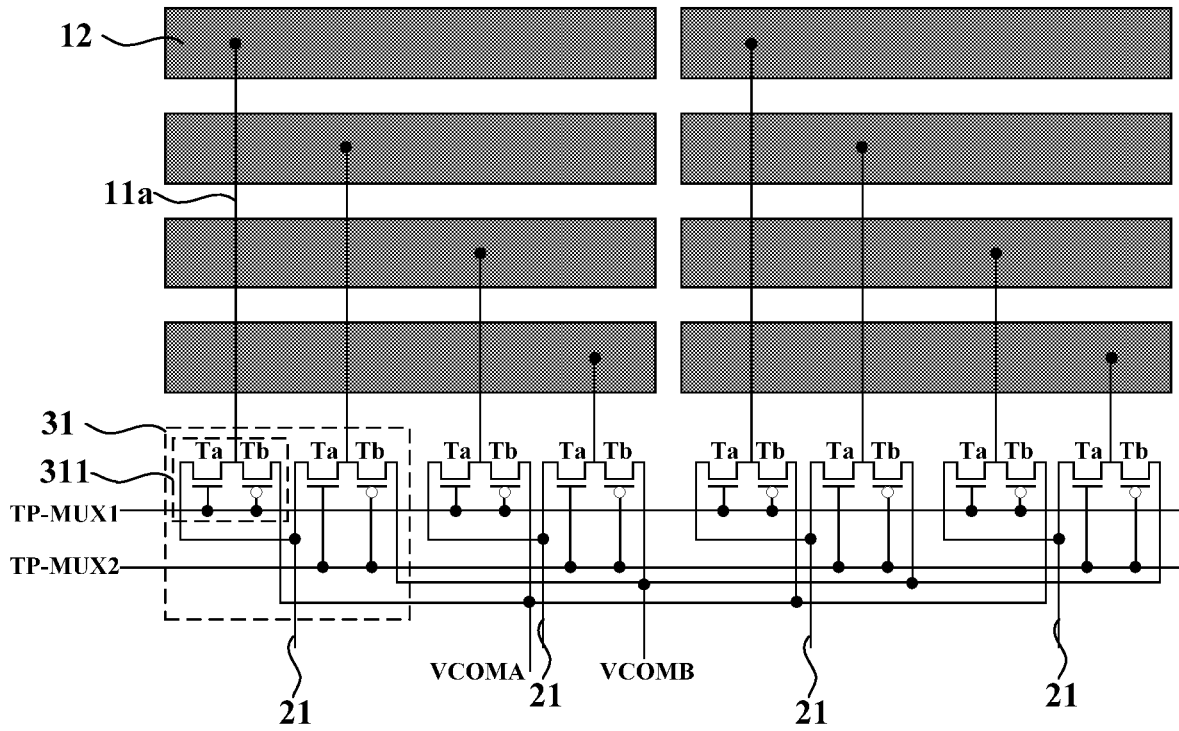 12
11a
31
311
Ta Tb Ta Tb Ta Tb Ta Tb Ta Tb Ta Tb Ta Tb Ta Tb
TP-MUX1
TP-MUX2
VCOMA VCOMB
21 21 21 21